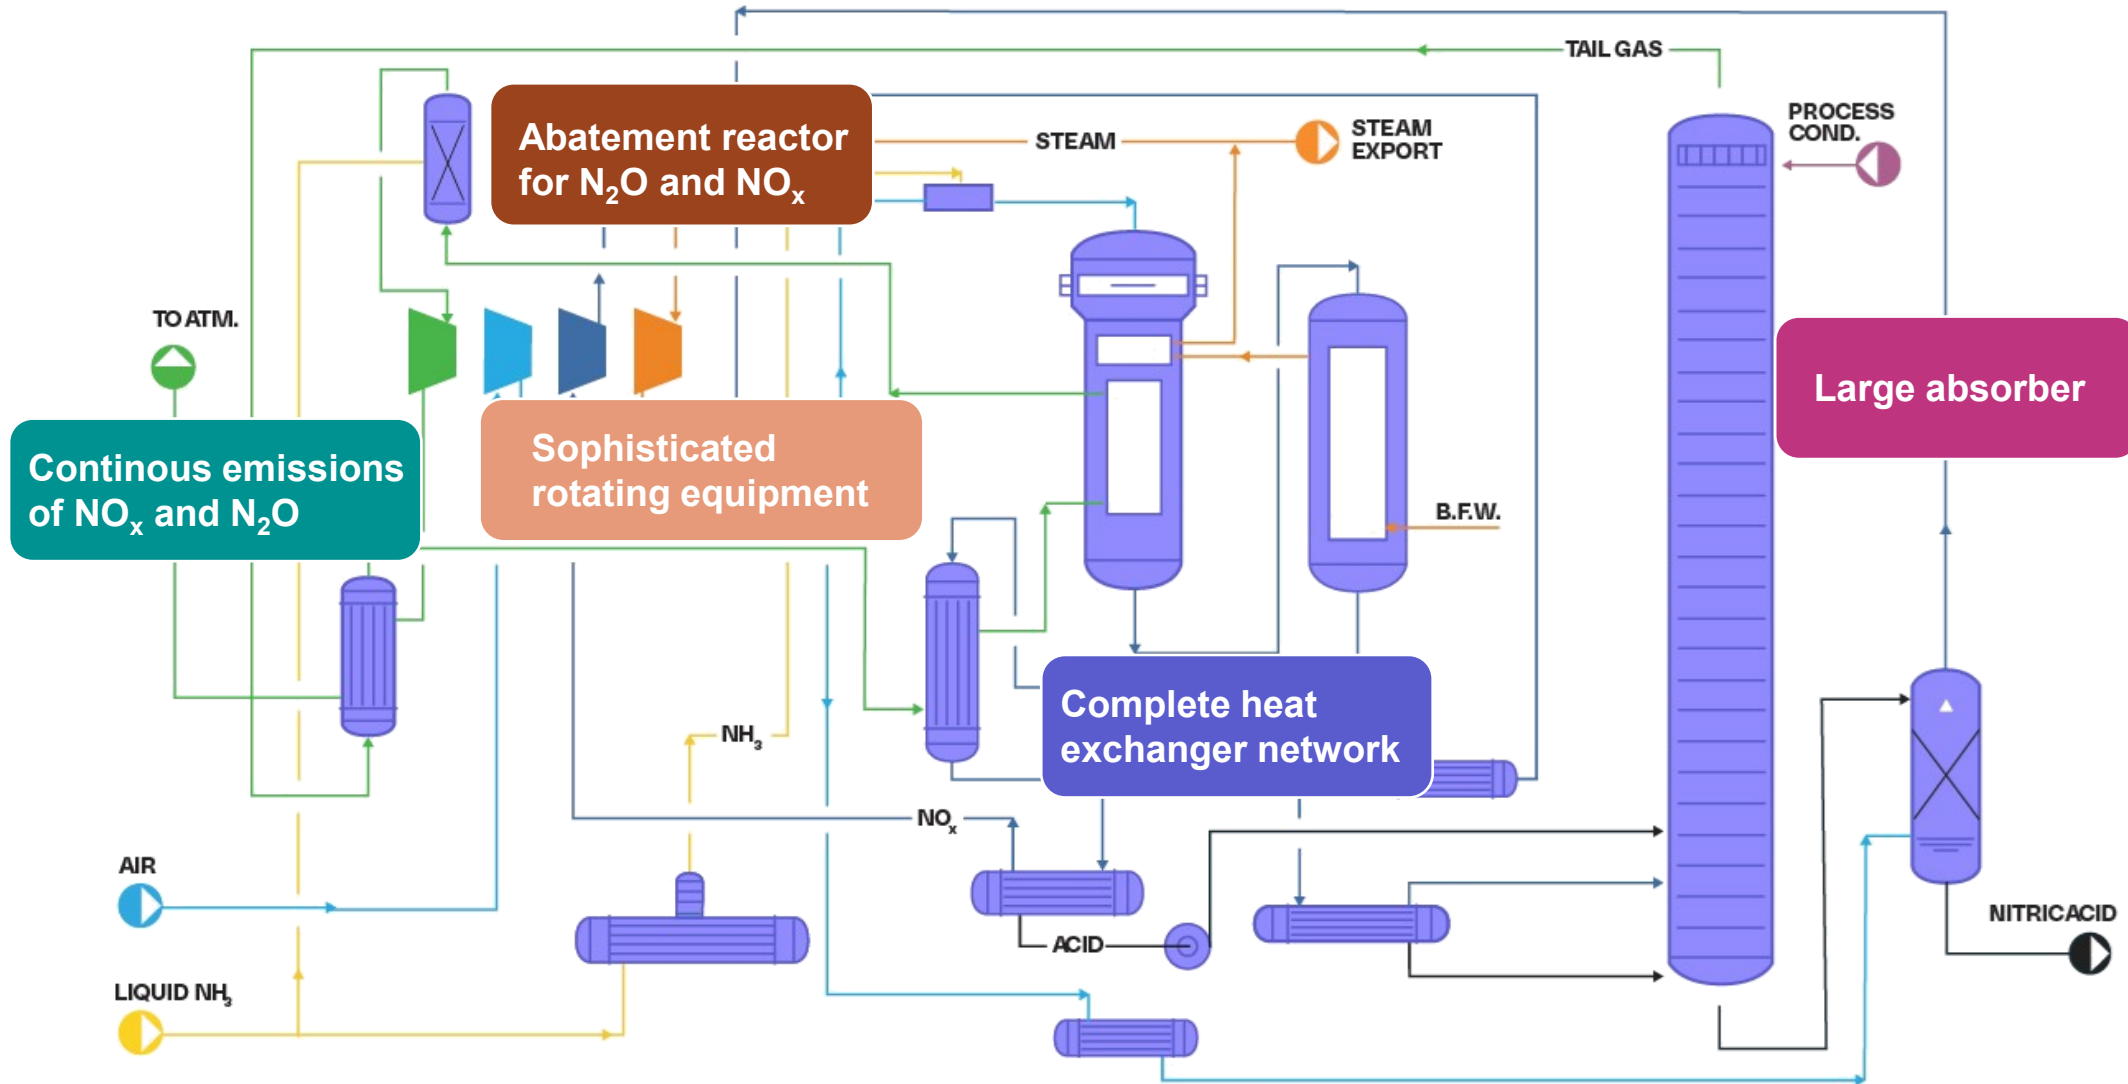 TAIL GAS
PROCESS
COND.
Abatement reactor
for N₂O and NOₓ
STEAM
STEAM
EXPORT
TO ATM.
Large absorber
Continous emissions
of NOₓ and N₂O
Sophisticated
rotating equipment
B.F.W.
Complete heat
exchanger network
NH₃
NOₓ
AIR
ACID
NITRIC ACID
LIQUID NH₃